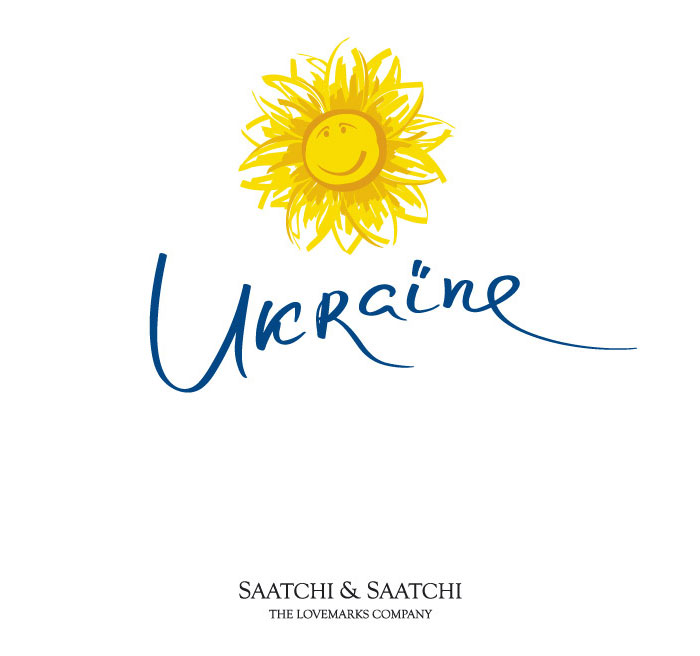 Ukraïne
SAATCHI & SAATCHI
THE LOVEMARKS COMPANY